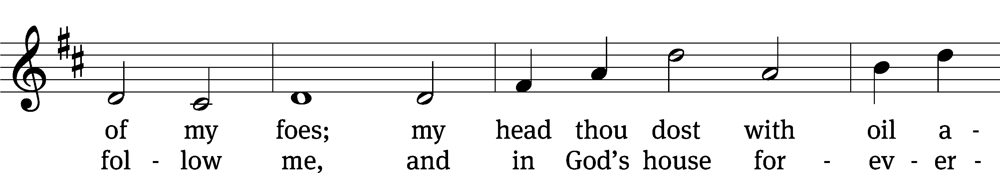 of my foes; my head thou dost with oil a -
fol - low me, and in God’s house for - ev - er -